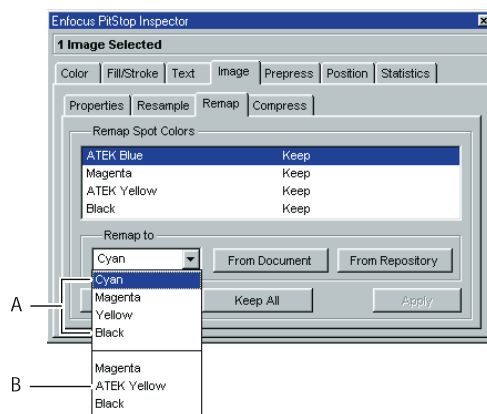 Enfocus PitStop Inspector
1 Image Selected
Color Fill/Stroke Text Image Prepress Position Statistics
Properties Resample Remap Compress
Remap Spot Colors
ATEK Blue Keep
Magenta Keep
ATEK Yellow Keep
Black Keep
Remap to
Cyan From Document From Repository
Cyan
Magenta Keep All Apply
Yellow
Black
A
Magenta
B ATEK Yellow
Black